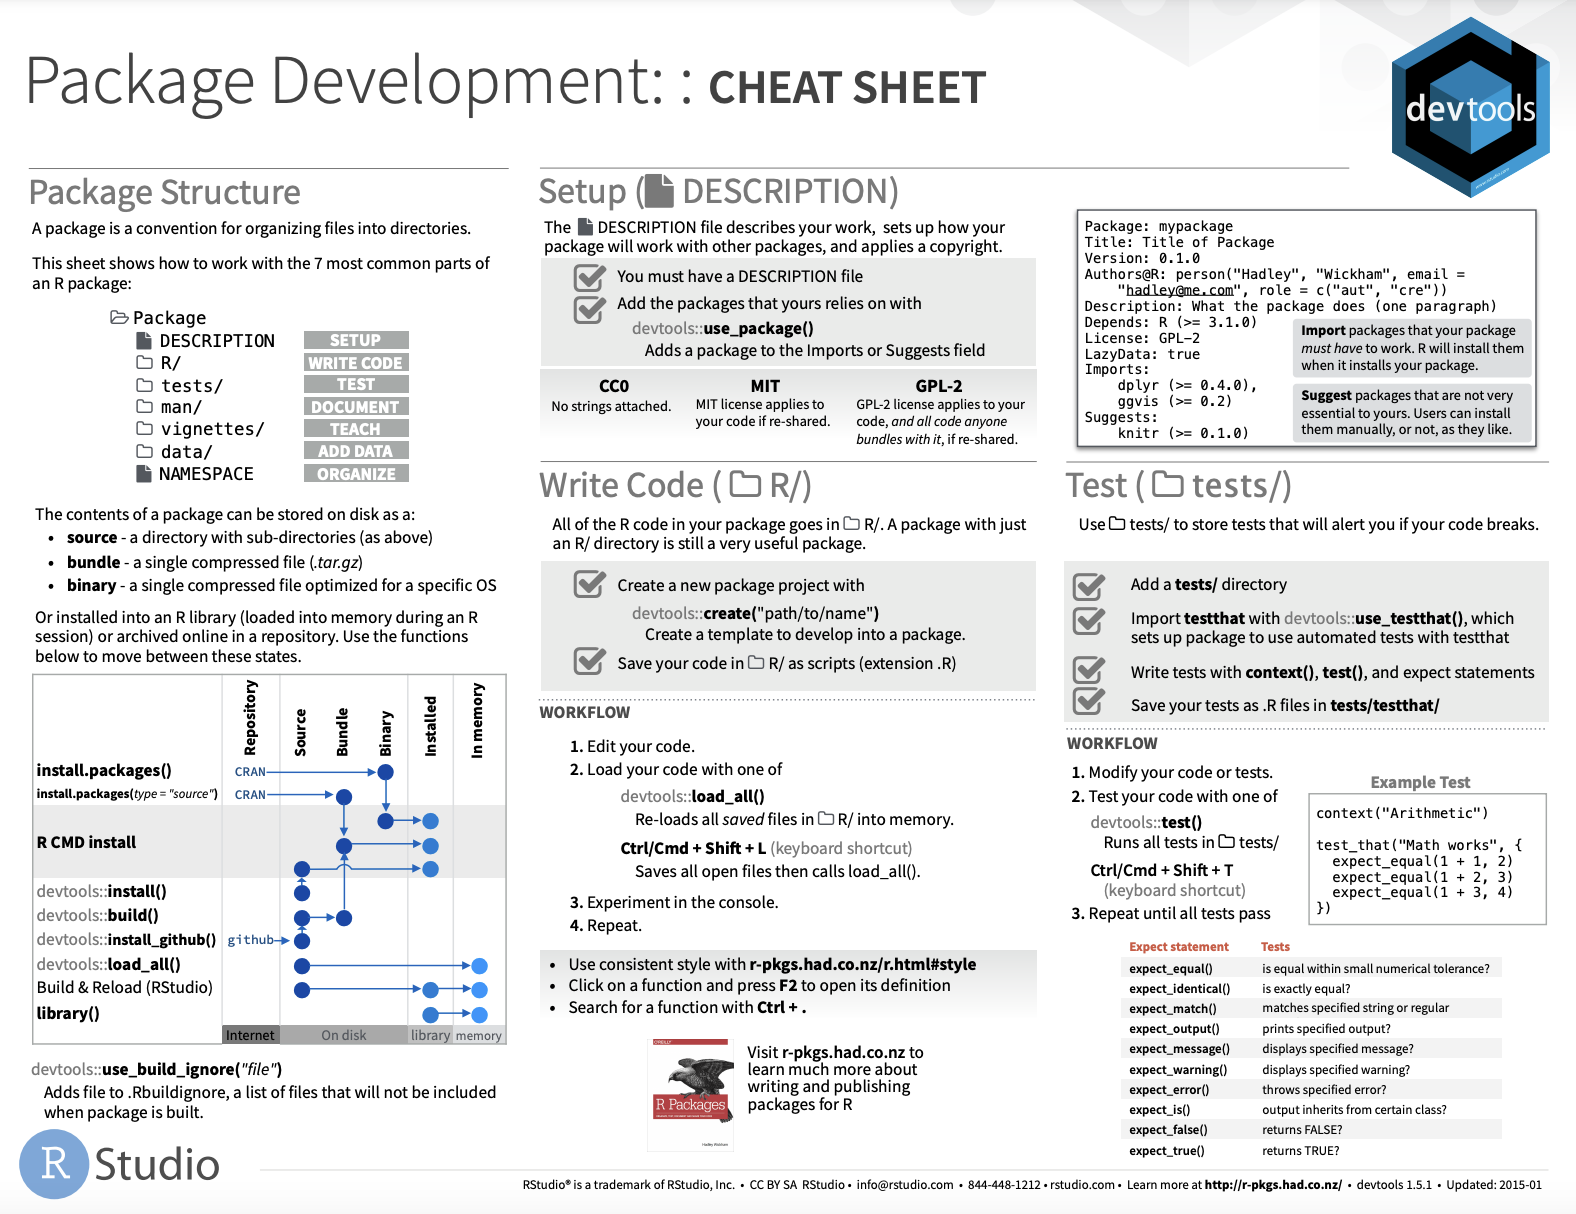 Package Development: : CHEAT SHEET
devtools
www.rstudio.com
Package Structure
A package is a convention for organizing files into directories.
This sheet shows how to work with the 7 most common parts of
an R package:
Package
DESCRIPTION SETUP
R/ WRITE CODE
tests/ TEST
man/ DOCUMENT
vignettes/ TEACH
data/ ADD DATA
NAMESPACE ORGANIZE
The contents of a package can be stored on disk as a:
• source - a directory with sub-directories (as above)
• bundle - a single compressed file (.tar.gz)
• binary - a single compressed file optimized for a specific OS
Or installed into an R library (loaded into memory during an R
session) or archived online in a repository. Use the functions
below to move between these states.
Repository Source Bundle Binary Installed In memory
install.packages() CRAN
install.packages(type = "source") CRAN
R CMD install
devtools::install()
devtools::build()
devtools::install_github() github
devtools::load_all()
Build & Reload (RStudio)
library()
Internet On disk library memory
devtools::use_build_ignore("file")
Adds file to .Rbuildignore, a list of files that will not be included
when package is built.
Setup ( DESCRIPTION)
The DESCRIPTION file describes your work, sets up how your
package will work with other packages, and applies a copyright.
You must have a DESCRIPTION file
Add the packages that yours relies on with
devtools::use_package()
Adds a package to the Imports or Suggests field
CC0
No strings attached.
MIT
MIT license applies to
your code if re-shared.
GPL-2
GPL-2 license applies to your
code, and all code anyone
bundles with it, if re-shared.
Package: mypackage
Title: Title of Package
Version: 0.1.0
Authors@R: person("Hadley", "Wickham", email =
"hadley@me.com", role = c("aut", "cre"))
Description: What the package does (one paragraph)
Depends: R (>= 3.1.0)
License: GPL-2
LazyData: true
Imports:
dplyr (>= 0.4.0),
ggvis (>= 0.2)
Suggests:
knitr (>= 0.1.0)
Import packages that your package
must have to work. R will install them
when it installs your package.
Suggest packages that are not very
essential to yours. Users can install
them manually, or not, as they like.
Write Code ( R/)
All of the R code in your package goes in R/. A package with just
an R/ directory is still a very useful package.
Create a new package project with
devtools::create("path/to/name")
Create a template to develop into a package.
Save your code in R/ as scripts (extension .R)
WORKFLOW
1. Edit your code.
2. Load your code with one of
devtools::load_all()
Re-loads all saved files in R/ into memory.
Ctrl/Cmd + Shift + L (keyboard shortcut)
Saves all open files then calls load_all().
3. Experiment in the console.
4. Repeat.
• Use consistent style with r-pkgs.had.co.nz/r.html#style
• Click on a function and press F2 to open its definition
• Search for a function with Ctrl + .
O'REILLY
R Packages
Hadley Wickham
Visit r-pkgs.had.co.nz to
learn much more about
writing and publishing
packages for R
Test ( tests/)
Use tests/ to store tests that will alert you if your code breaks.
Add a tests/ directory
Import testthat with devtools::use_testthat(), which
sets up package to use automated tests with testthat
Write tests with context(), test(), and expect statements
Save your tests as .R files in tests/testthat/
WORKFLOW
1. Modify your code or tests.
2. Test your code with one of
devtools::test()
Runs all tests in tests/
Ctrl/Cmd + Shift + T
(keyboard shortcut)
3. Repeat until all tests pass
Example Test
context("Arithmetic")
test_that("Math works", {
expect_equal(1 + 1, 2)
expect_equal(1 + 2, 3)
expect_equal(1 + 3, 4)
})
Expect statement Tests
expect_equal() is equal within small numerical tolerance?
expect_identical() is exactly equal?
expect_match() matches specified string or regular
expect_output() prints specified output?
expect_message() displays specified message?
expect_warning() displays specified warning?
expect_error() throws specified error?
expect_is() output inherits from certain class?
expect_false() returns FALSE?
expect_true() returns TRUE?
R Studio
RStudio® is a trademark of RStudio, Inc. • CC BY SA RStudio • info@rstudio.com • 844-448-1212 • rstudio.com • Learn more at http://r-pkgs.had.co.nz/ • devtools 1.5.1 • Updated: 2015-01